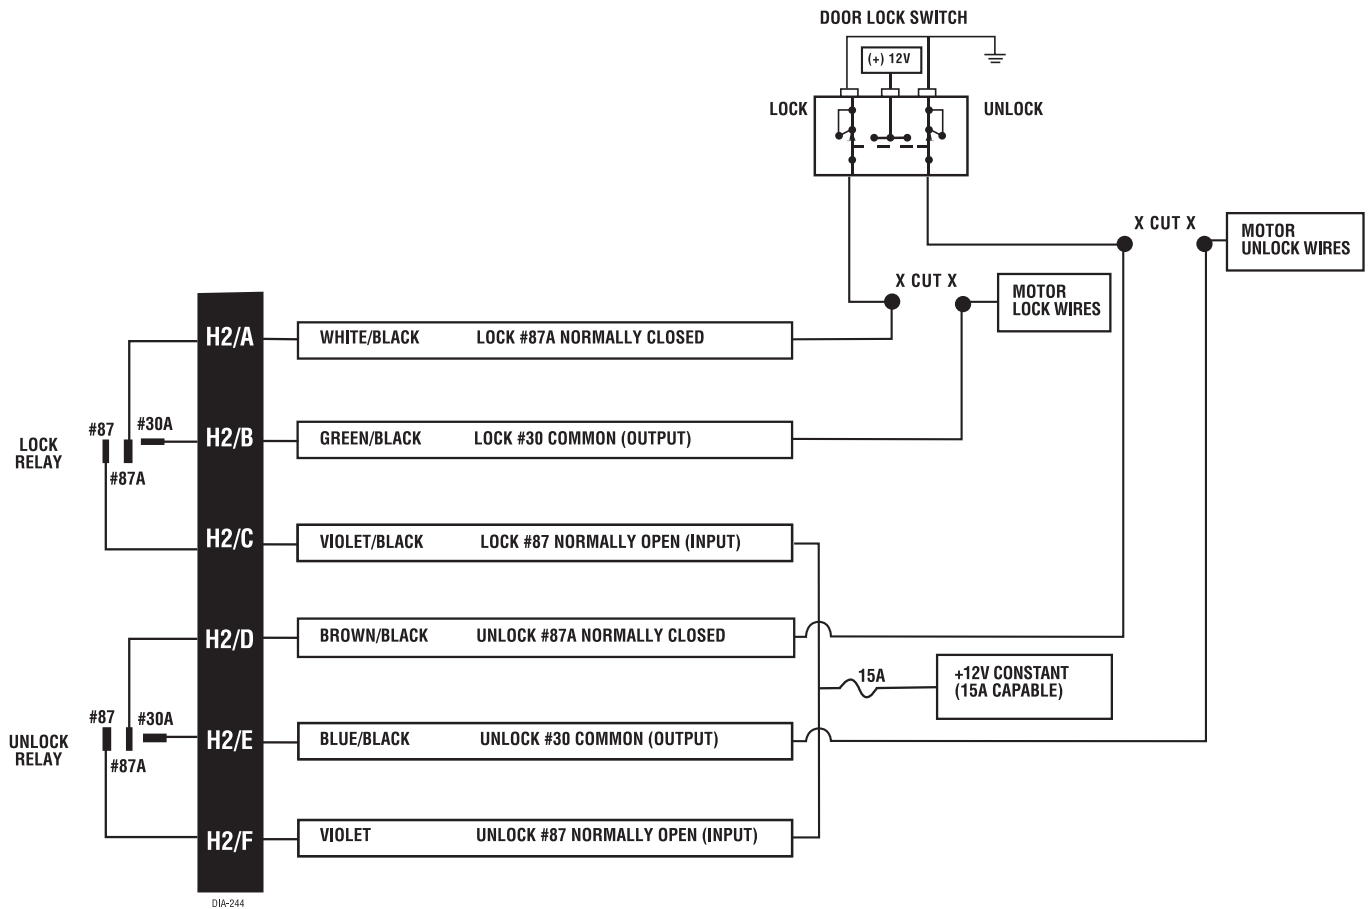 DOOR LOCK SWITCH
(+) 12V
LOCK
UNLOCK
X CUT X
MOTOR
UNLOCK WIRES
X CUT X
MOTOR
LOCK WIRES
H2/A
WHITE/BLACK LOCK #87A NORMALLY CLOSED
#87
#30A
LOCK
RELAY
#87A
H2/B
GREEN/BLACK LOCK #30 COMMON (OUTPUT)
H2/C
VIOLET/BLACK LOCK #87 NORMALLY OPEN (INPUT)
H2/D
BROWN/BLACK UNLOCK #87A NORMALLY CLOSED
15A
+12V CONSTANT
(15A CAPABLE)
#87
#30A
UNLOCK
RELAY
#87A
H2/E
BLUE/BLACK UNLOCK #30 COMMON (OUTPUT)
H2/F
VIOLET UNLOCK #87 NORMALLY OPEN (INPUT)
DIA-244